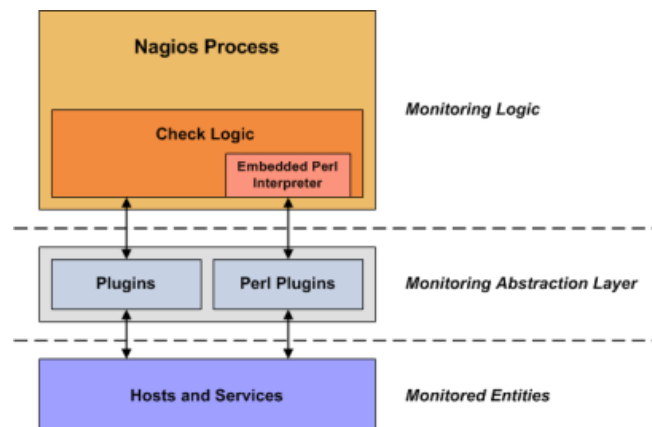 Nagios Process
Monitoring Logic
Check Logic
Embedded Perl
Interpreter
Plugins
Perl Plugins
Monitoring Abstraction Layer
Hosts and Services
Monitored Entities